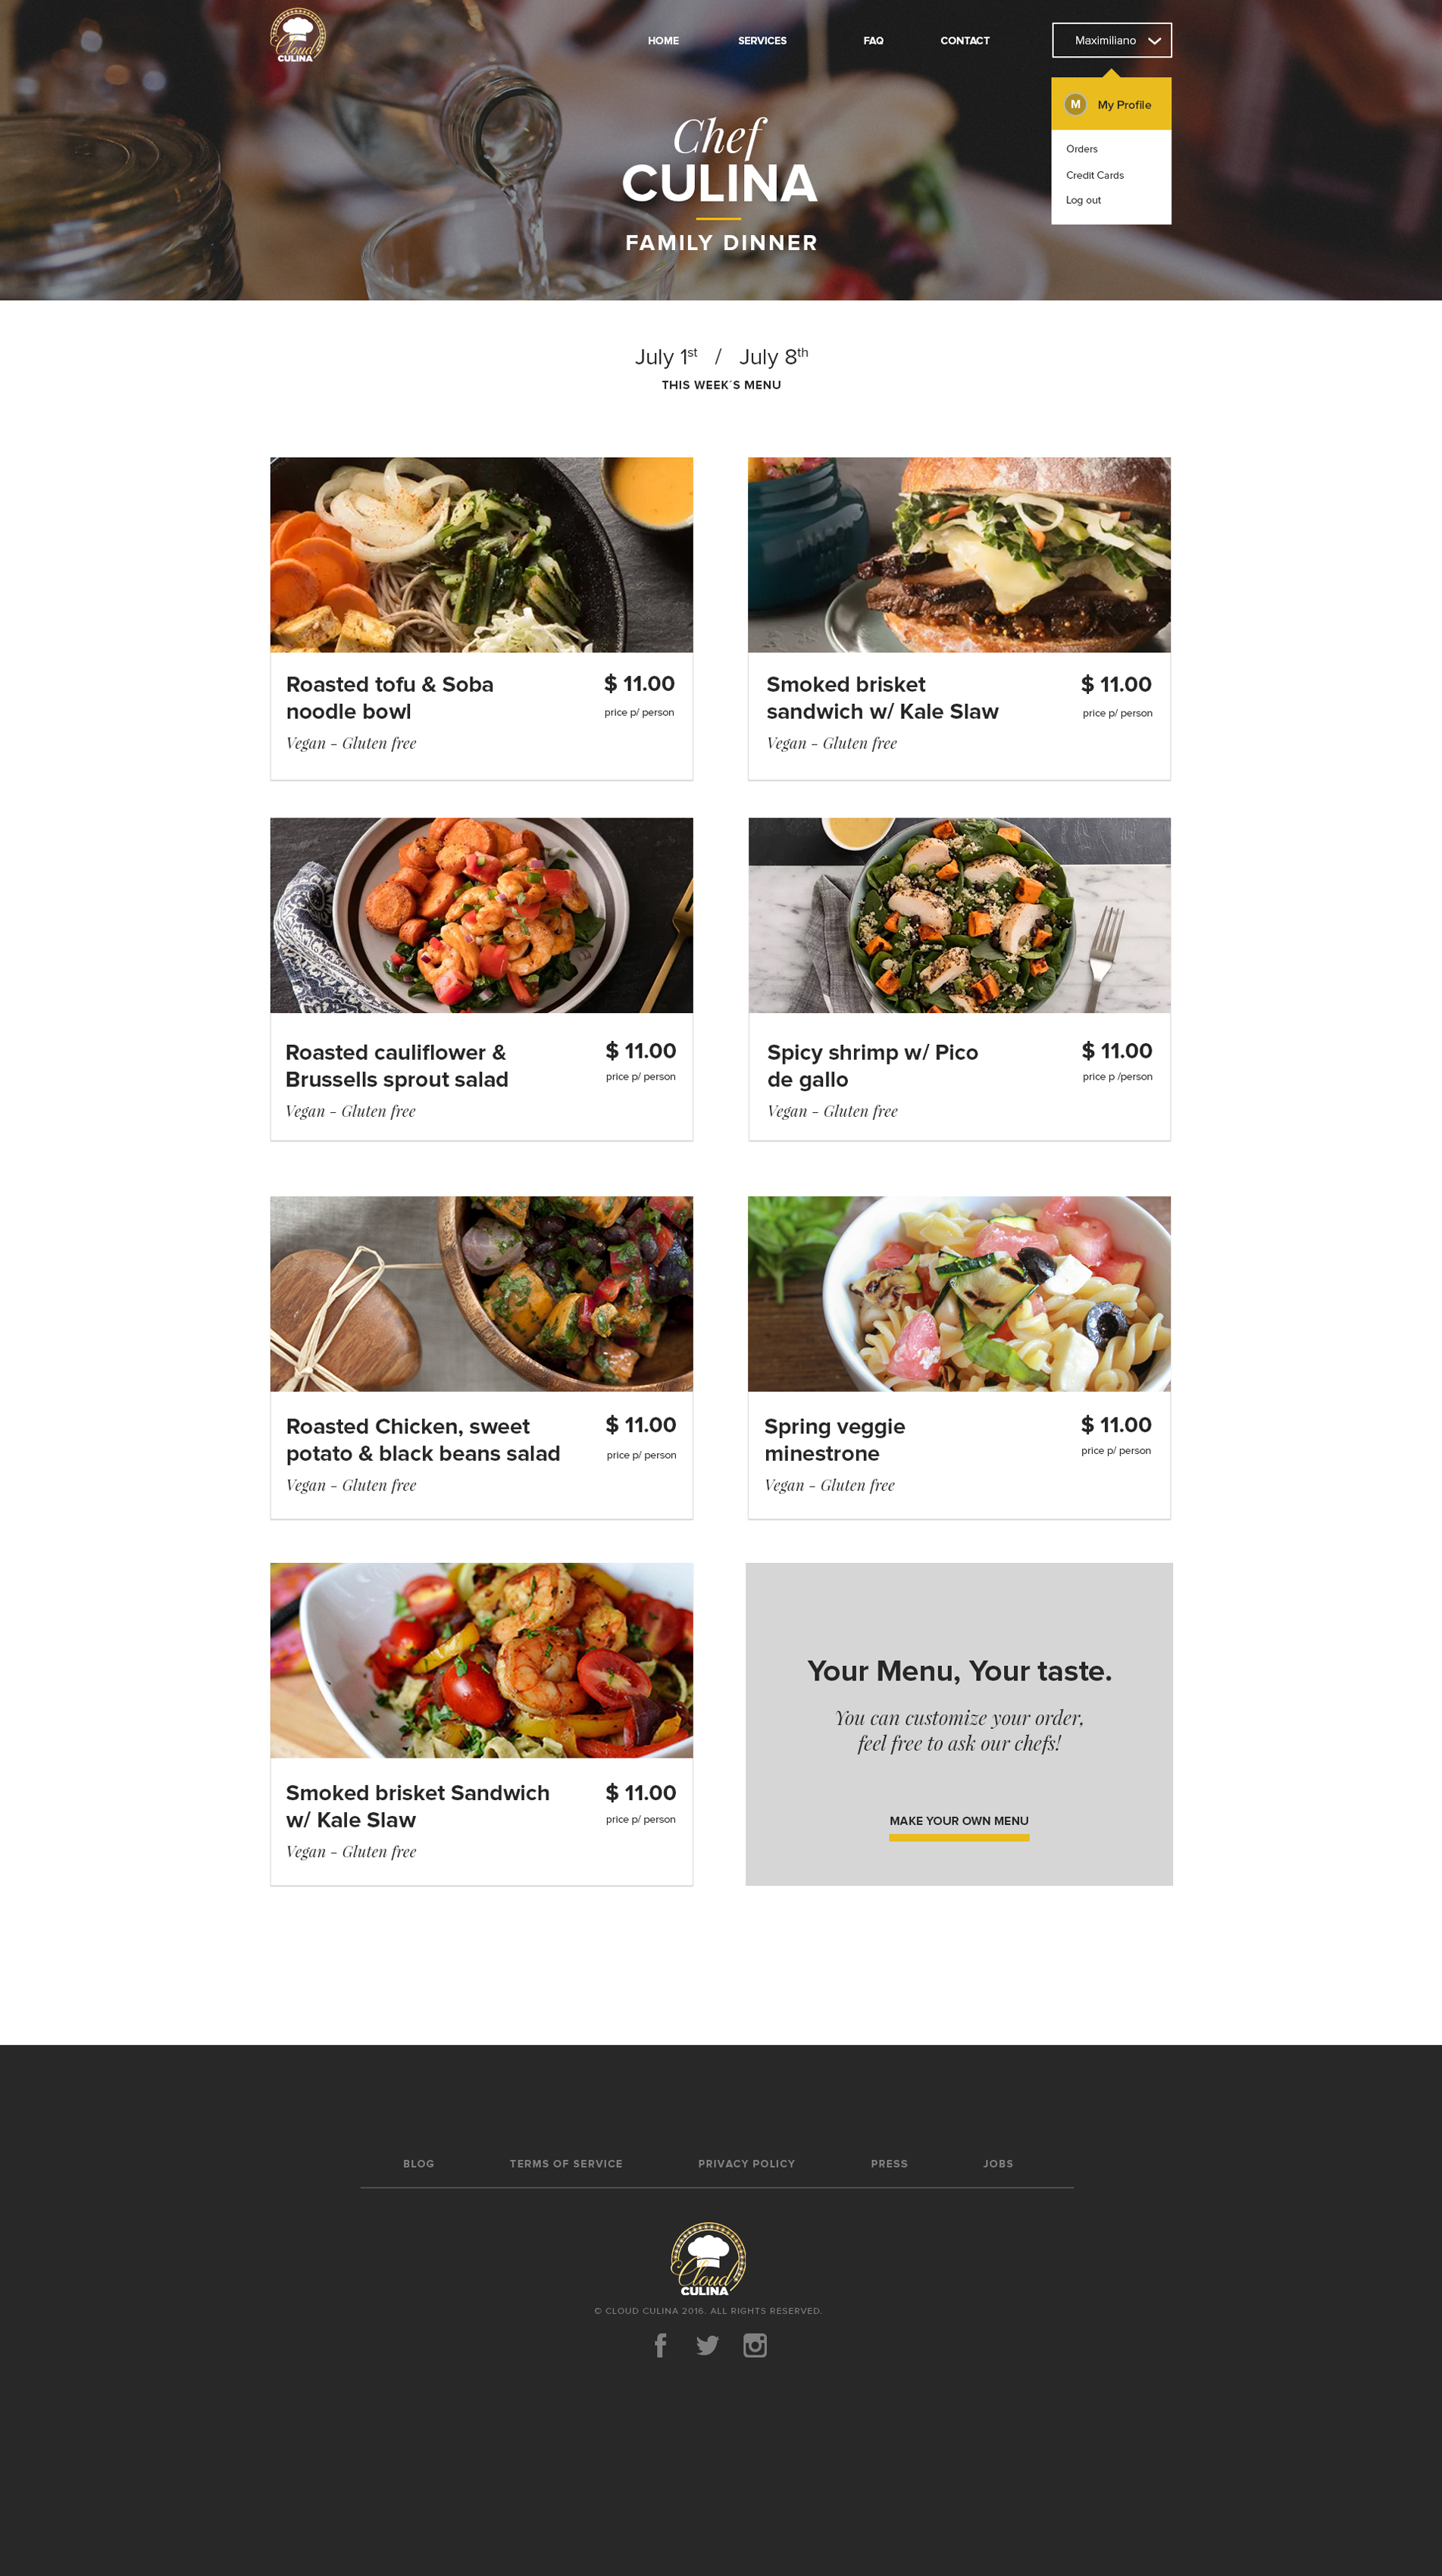 Cloud
CULINA
HOME
SERVICES
FAQ
CONTACT
Maximiliano
M
My Profile
Orders
Credit Cards
Log out
Chef
CULINA
FAMILY DINNER
July 1st / July 8th
THIS WEEK´S MENU
Roasted tofu & Soba
noodle bowl
Vegan - Gluten free
$ 11.00
price p/ person
Smoked brisket
sandwich w/ Kale Slaw
Vegan - Gluten free
$ 11.00
price p/ person
Roasted cauliflower &
Brussells sprout salad
Vegan - Gluten free
$ 11.00
price p/ person
Spicy shrimp w/ Pico
de gallo
Vegan - Gluten free
$ 11.00
price p /person
Roasted Chicken, sweet
potato & black beans salad
Vegan - Gluten free
$ 11.00
price p/ person
Spring veggie
minestrone
Vegan - Gluten free
$ 11.00
price p/ person
Smoked brisket Sandwich
w/ Kale Slaw
Vegan - Gluten free
$ 11.00
price p/ person
Your Menu, Your taste.
You can customize your order,
feel free to ask our chefs!
MAKE YOUR OWN MENU
BLOG
TERMS OF SERVICE
PRIVACY POLICY
PRESS
JOBS
Cloud
CULINA
© CLOUD CULINA 2016. ALL RIGHTS RESERVED.